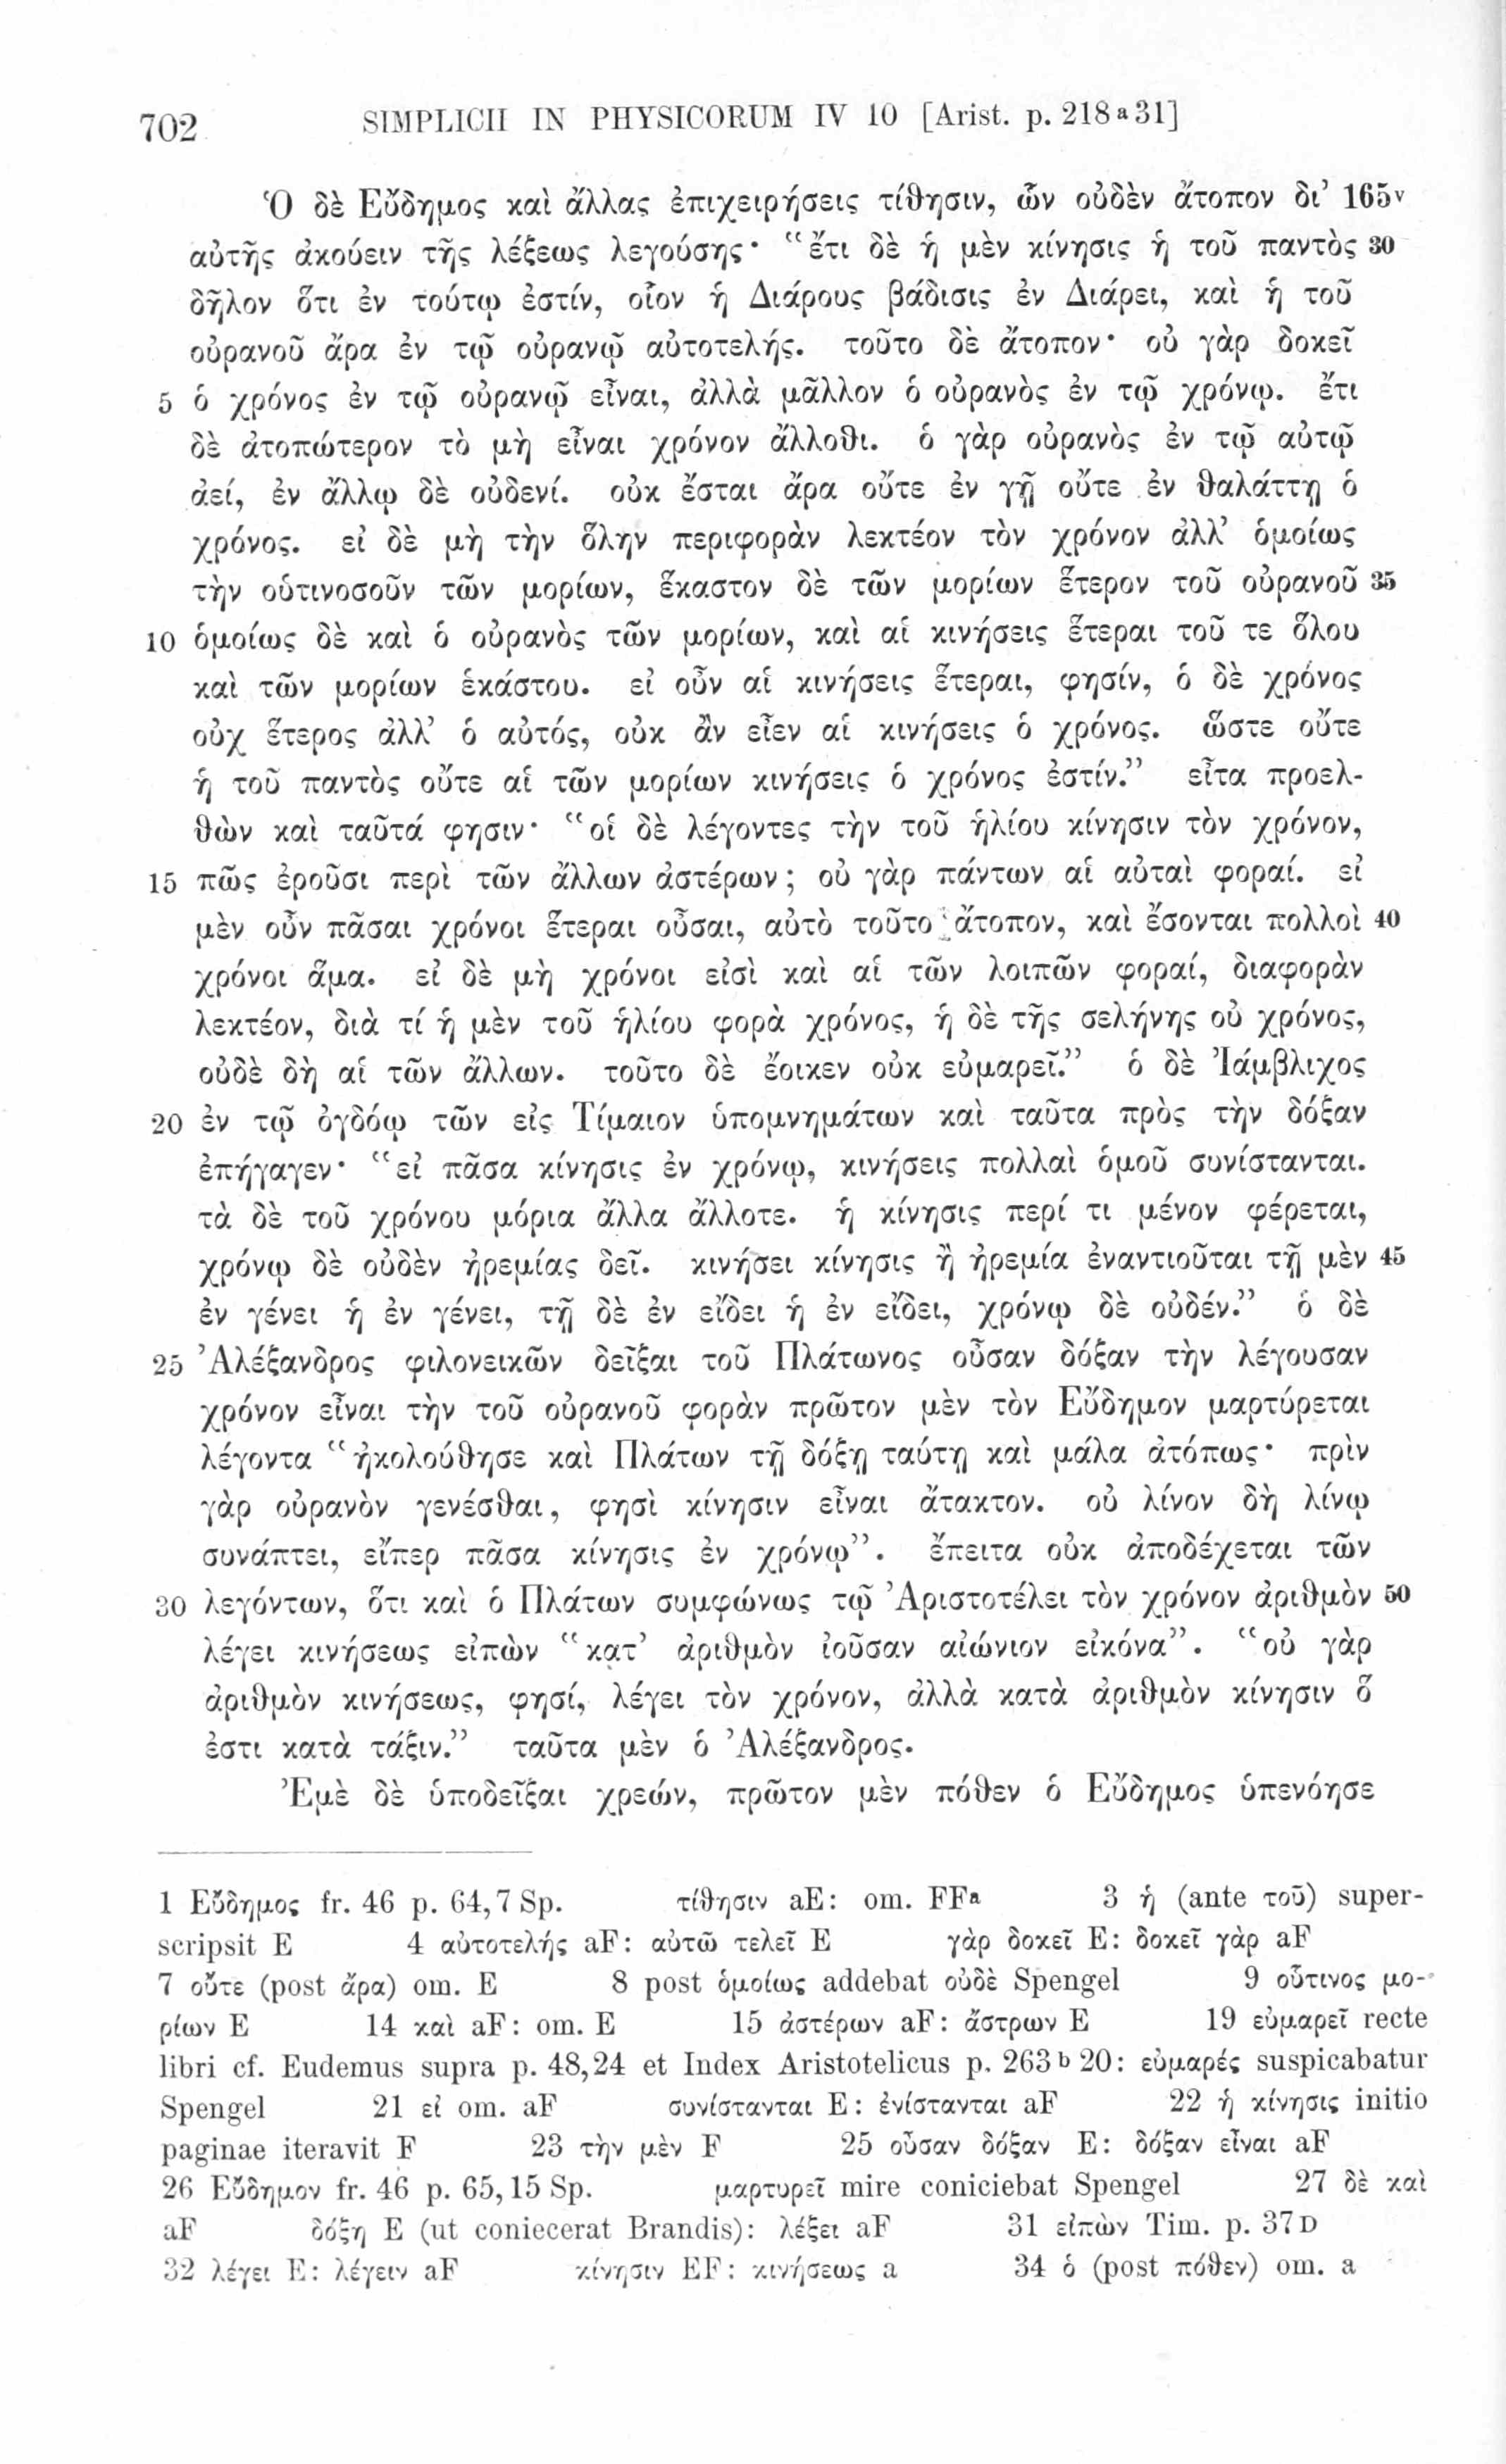 702 SIMPLICII IN PHYSICORUM IV 10 [Arist. p. 218ᵃ31]
Ὁ δὲ Εὔδημος καὶ ἄλλας ἐπιχειρήσεις τίθησιν, ὧν οὐδὲν ἄτοπον δι’ 165ᵛ
αὐτῆς ἀκούειν τῆς λέξεως λεγούσης· “ἔτι δὲ ἡ μὲν κίνησις ἡ τοῦ παντὸς 30
δῆλον ὅτι ἐν τούτῳ ἐστίν, οἷον ἡ Διάρους βάδισις ἐν Διάρει, καὶ ἡ τοῦ
οὐρανοῦ ἄρα ἐν τῷ οὐρανῷ αὐτοτελής. τοῦτο δὲ ἄτοπον· οὐ γὰρ δοκεῖ
5 ὁ χρόνος ἐν τῷ οὐρανῷ εἶναι, ἀλλὰ μᾶλλον ὁ οὐρανὸς ἐν τῷ χρόνῳ. ἔτι
δὲ ἀτοπώτερον τὸ μὴ εἶναι χρόνον ἄλλοθι. ὁ γὰρ οὐρανὸς ἐν τῷ αὐτῷ
ἀεί, ἐν ἄλλῳ δὲ οὐδενί. οὐκ ἔσται ἄρα οὔτε ἐν γῇ οὔτε ἐν θαλάττῃ ὁ
χρόνος. εἰ δὲ μὴ τὴν ὅλην περιφορὰν λεκτέον τὸν χρόνον ἀλλ’ ὁμοίως
τὴν οὑτινοσοῦν τῶν μορίων, ἕκαστον δὲ τῶν μορίων ἕτερον τοῦ οὐρανοῦ 35
10 ὁμοίως δὲ καὶ ὁ οὐρανὸς τῶν μορίων, καὶ αἱ κινήσεις ἕτεραι τοῦ τε ὅλου
καὶ τῶν μορίων ἑκάστου. εἰ οὖν αἱ κινήσεις ἕτεραι, φησίν, ὁ δὲ χρόνος
οὐχ ἕτερος ἀλλ’ ὁ αὐτός, οὐκ ἂν εἶεν αἱ κινήσεις ὁ χρόνος. ὥστε οὔτε
ἡ τοῦ παντὸς οὔτε αἱ τῶν μορίων κινήσεις ὁ χρόνος ἐστίν.” εἶτα προελ-
θὼν καὶ ταῦτά φησιν· “οἱ δὲ λέγοντες τὴν τοῦ ἡλίου κίνησιν τὸν χρόνον,
15 πῶς ἐροῦσι περὶ τῶν ἄλλων ἀστέρων; οὐ γὰρ πάντων αἱ αὐταὶ φοραί. εἰ
μὲν οὖν πᾶσαι χρόνοι ἕτεραι οὖσαι, αὐτὸ τοῦτο ἄτοπον, καὶ ἔσονται πολλοὶ 40
χρόνοι ἅμα. εἰ δὲ μὴ χρόνοι εἰσὶ καὶ αἱ τῶν λοιπῶν φοραί, διαφορὰν
λεκτέον, διὰ τί ἡ μὲν τοῦ ἡλίου φορὰ χρόνος, ἡ δὲ τῆς σελήνης οὐ χρόνος,
οὐδὲ δὴ αἱ τῶν ἄλλων. τοῦτο δὲ ἔοικεν οὐκ εὐμαρεῖ.” ὁ δὲ Ἰάμβλιχος
20 ἐν τῷ ὀγδόῳ τῶν εἰς Τίμαιον ὑπομνημάτων καὶ ταῦτα πρὸς τὴν δόξαν
ἐπήγαγεν· “εἰ πᾶσα κίνησις ἐν χρόνῳ, κινήσεις πολλαὶ ὁμοῦ συνίστανται.
τὰ δὲ τοῦ χρόνου μόρια ἄλλα ἄλλοτε. ἡ κίνησις περί τι μένον φέρεται,
χρόνῳ δὲ οὐδὲν ἠρεμίας δεῖ. κινήσει κίνησις ἢ ἠρεμία ἐναντιοῦται τῇ μὲν 45
ἐν γένει ἡ ἐν γένει, τῇ δὲ ἐν εἴδει ἡ ἐν εἴδει, χρόνῳ δὲ οὐδέν.” ὁ δὲ
25 Ἀλέξανδρος φιλονεικῶν δεῖξαι τοῦ Πλάτωνος οὖσαν δόξαν τὴν λέγουσαν
χρόνον εἶναι τὴν τοῦ οὐρανοῦ φορὰν πρῶτον μὲν τὸν Εὔδημον μαρτύρεται
λέγοντα “ἠκολούθησε καὶ Πλάτων τῇ δόξῃ ταύτῃ καὶ μάλα ἀτόπως· πρὶν
γὰρ οὐρανὸν γενέσθαι, φησὶ κίνησιν εἶναι ἄτακτον. οὐ λίνον δὴ λίνῳ
συνάπτει, εἴπερ πᾶσα κίνησις ἐν χρόνῳ”. ἔπειτα οὐκ ἀποδέχεται τῶν
30 λεγόντων, ὅτι καὶ ὁ Πλάτων συμφώνως τῷ Ἀριστοτέλει τὸν χρόνον ἀριθμὸν 50
λέγει κινήσεως εἰπὼν “κατ’ ἀριθμὸν ἰοῦσαν αἰώνιον εἰκόνα”. “οὐ γὰρ
ἀριθμὸν κινήσεως, φησί, λέγει τὸν χρόνον, ἀλλὰ κατὰ ἀριθμὸν κίνησιν ὅ
ἐστι κατὰ τάξιν.” ταῦτα μὲν ὁ Ἀλέξανδρος.
Ἐμὲ δὲ ὑποδεῖξαι χρεών, πρῶτον μὲν πόθεν ὁ Εὔδημος ὑπενόησε
1 Εὔδημος fr. 46 p. 64,7 Sp. τίθησιν aE: om. FFᵃ 3 ἡ (ante τοῦ) super-
scripsit E 4 αὐτοτελής aF: αὐτῶ τελεῖ E γὰρ δοκεῖ E: δοκεῖ γὰρ aF
7 οὔτε (post ἄρα) om. E 8 post ὁμοίως addebat οὐδὲ Spengel 9 οὗτινος μο-
ρίων E 14 καὶ aF: om. E 15 ἀστέρων aF: ἄστρων E 19 εὐμαρεῖ recte
libri cf. Eudemus supra p. 48,24 et Index Aristotelicus p. 263ᵇ20: εὐμαρές suspicabatur
Spengel 21 εἰ om. aF συνίστανται E: ἐνίστανται aF 22 ἡ κίνησις initio
paginae iteravit F 23 τὴν μὲν F 25 οὖσαν δόξαν E: δόξαν εἶναι aF
26 Εὔδημον fr. 46 p. 65,15 Sp. μαρτυρεῖ mire coniciebat Spengel 27 δὲ καὶ
aF δόξῃ E (ut coniecerat Brandis): λέξει aF 31 εἰπὼν Tim. p. 37D
32 λέγει E: λέγειν aF κίνησιν EF: κινήσεως a 34 ὁ (post πόθεν) om. a